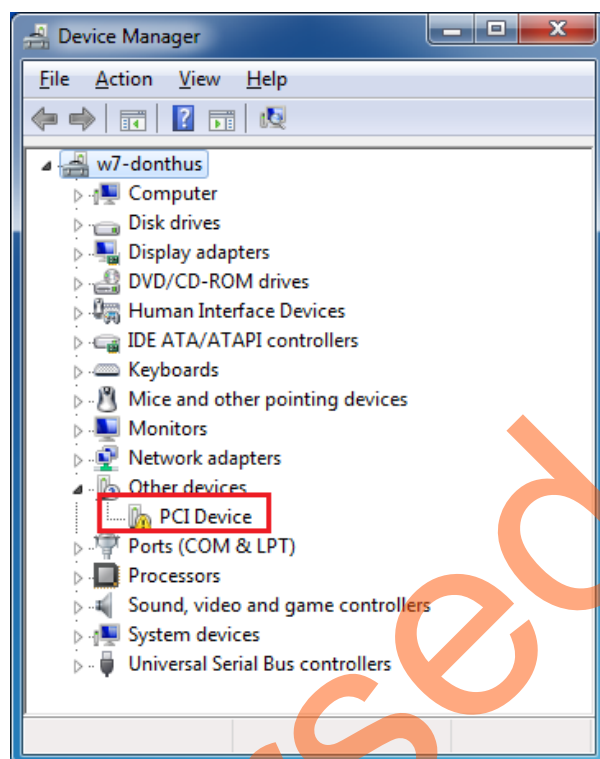 Device Manager
File Action View Help
w7-donthus
Computer
Disk drives
Display adapters
DVD/CD-ROM drives
Human Interface Devices
IDE ATA/ATAPI controllers
Keyboards
Mice and other pointing devices
Monitors
Network adapters
Other devices
PCI Device
Ports (COM & LPT)
Processors
Sound, video and game controllers
System devices
Universal Serial Bus controllers
sed